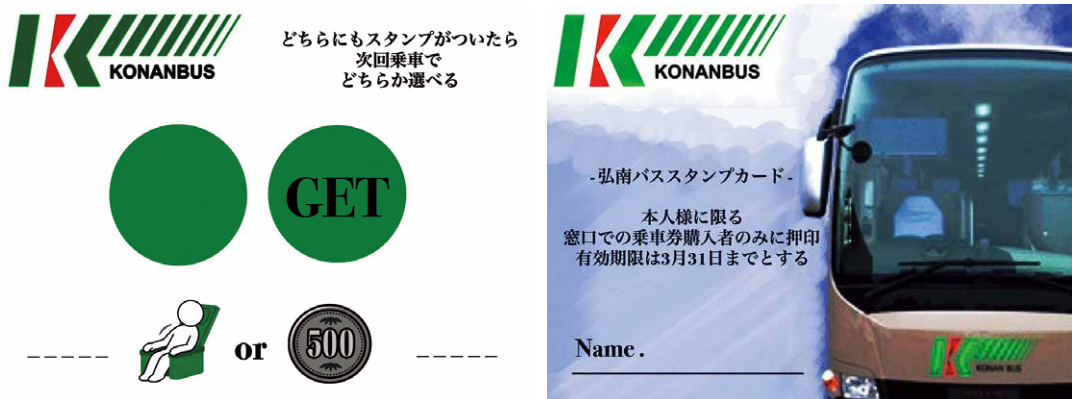 KONANBUS
どちらにもスタンプがついたら
次回乗車で
どちらか選べる
GET
or
500
KONANBUS
-弘南バススタンプカード-
本人様に限る
窓口での乗車券購入者のみに押印
有効期限は3月31日までとする
Name .
KONAN BUS